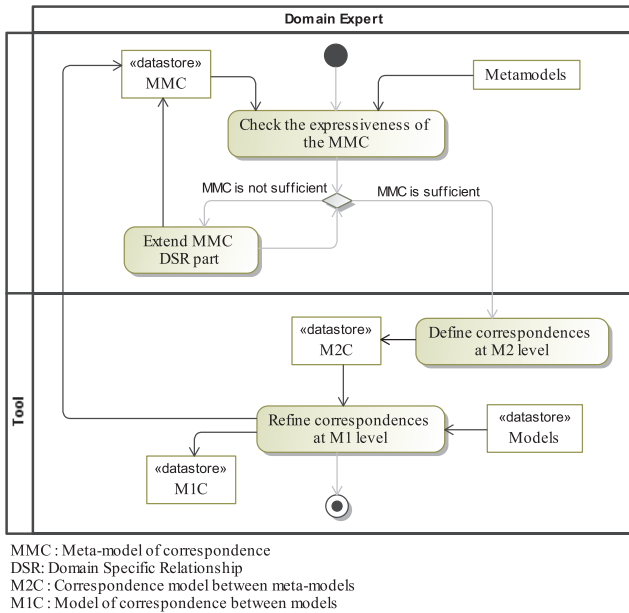 Domain Expert
«datastore»
MMC
Metamodels
Check the expressiveness of
the MMC
MMC is not sufficient
MMC is sufficient
Extend MMC
DSR part
Tool
«datastore»
M2C
Define correspondences
at M2 level
Refine correspondences
at M1 level
«datastore»
Models
«datastore»
M1C
MMC : Meta-model of correspondence
DSR: Domain Specific Relationship
M2C : Correspondence model between meta-models
M1C : Model of correspondence between models